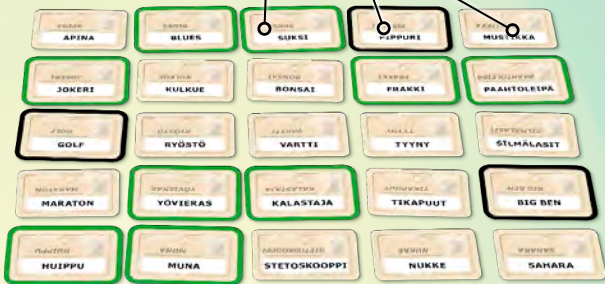 APINA BLUES SUKSI PIPPURI MUSTIKKA
JOKERI KULKUE BONSAI FRAKKI PAAHTOLEIPÄ
GOLF RYÖSTÖ VARTTI TYYNY SILMÄLASIT
MARATON YÖVIERAS KALASTAJA TIKAPUUT BIG BEN
HUIPPU MUNA STETOSKOOPPI NUKKE SAHARA